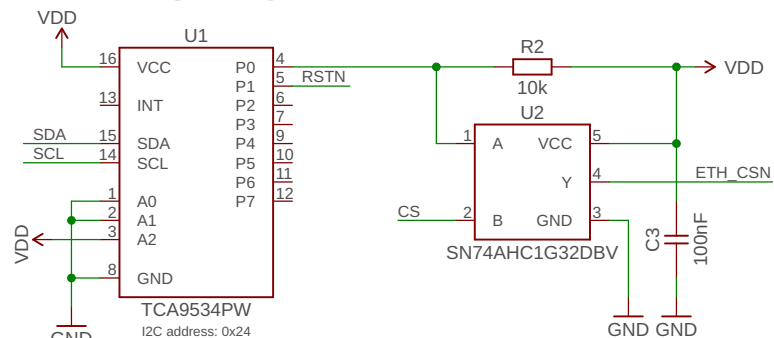 VDD
U1
16 VCC
13 INT
15 SDA
14 SCL
1 A0
2 A1
3 A2
8 GND
P0 4
P1 5
P2 6
P3 7
P4 9
P5 10
P6 11
P7 12
SDA
SCL
VDD
GND
TCA9534PW
I2C address: 0x24
RSTN
R2
10k
VDD
U2
1 A
2 B
VCC 5
Y 4
GND 3
CS
ETH_CSN
SN74AHC1G32DBV
C3
100nF
GND
GND